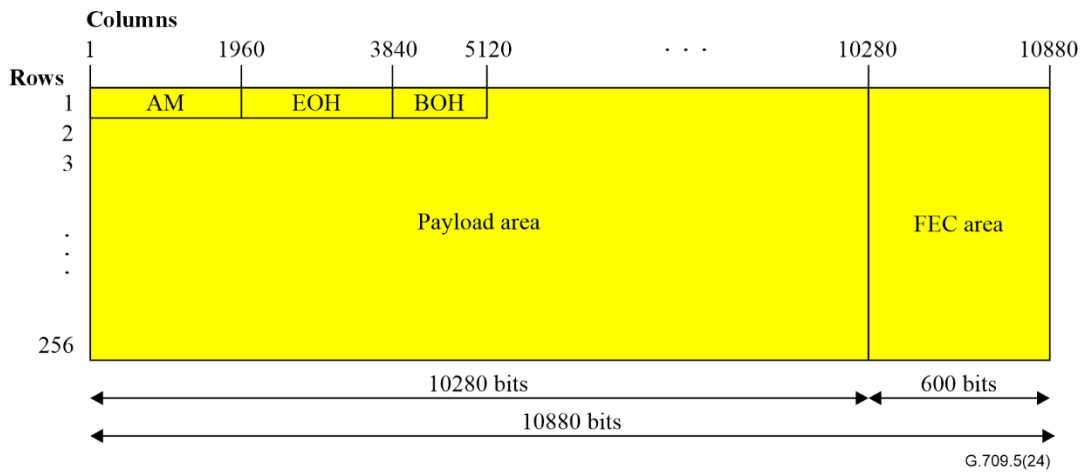 Columns
1 1960 3840 5120 · · · 10280 10880
Rows
1 AM EOH BOH
2
3
Payload area FEC area
.
.
.
256
10280 bits 600 bits
10880 bits
G.709.5(24)